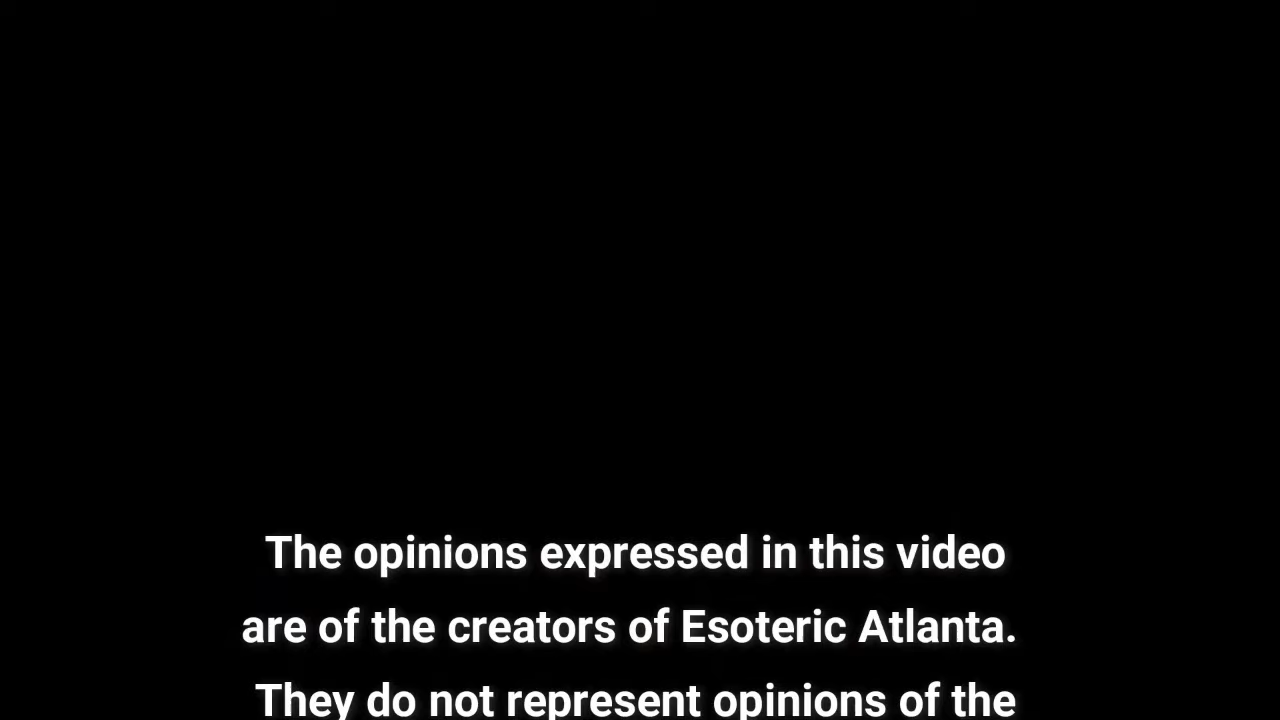 The opinions expressed in this video
are of the creators of Esoteric Atlanta.
They do not represent opinions of the